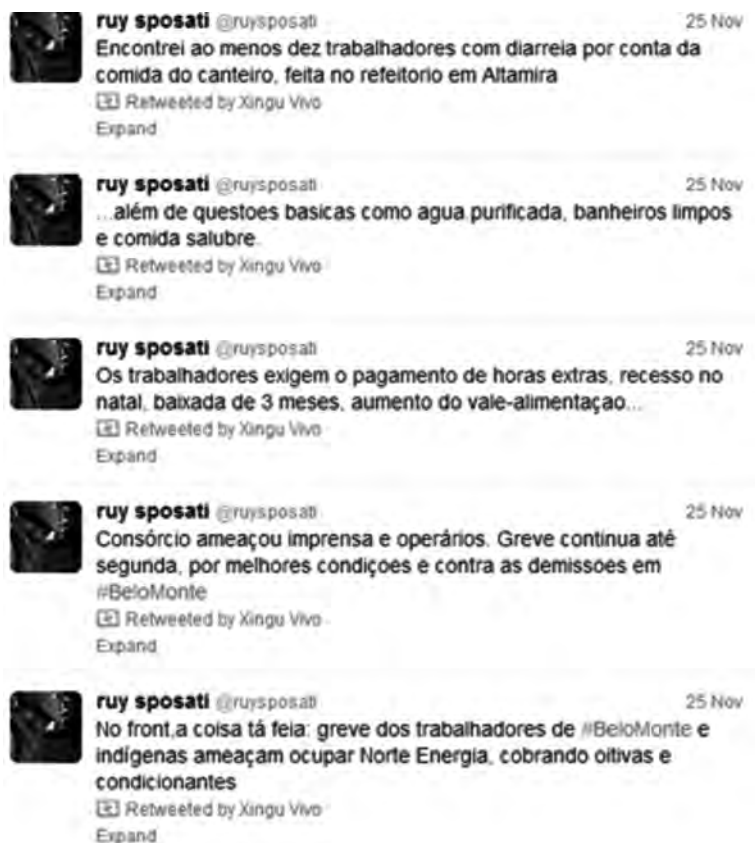 ruy sposati @ruysposati 25 Nov
Encontrei ao menos dez trabalhadores com diarreia por conta da
comida do canteiro, feita no refeitorio em Altamira
Retweeted by Xingu Vivo
Expand
ruy sposati @ruysposati 25 Nov
...além de questoes basicas como agua purificada, banheiros limpos
e comida salubre.
Retweeted by Xingu Vivo
Expand
ruy sposati @ruysposati 25 Nov
Os trabalhadores exigem o pagamento de horas extras, recesso no
natal, baixada de 3 meses, aumento do vale-alimentaçao...
Retweeted by Xingu Vivo
Expand
ruy sposati @ruysposati 25 Nov
Consórcio ameaçou imprensa e operários. Greve continua até
segunda, por melhores condiçoes e contra as demissoes em
#BeloMonte
Retweeted by Xingu Vivo
Expand
ruy sposati @ruysposati 25 Nov
No front,a coisa tá feia: greve dos trabalhadores de #BeloMonte e
indígenas ameaçam ocupar Norte Energia, cobrando oitivas e
condicionantes
Retweeted by Xingu Vivo
Expand